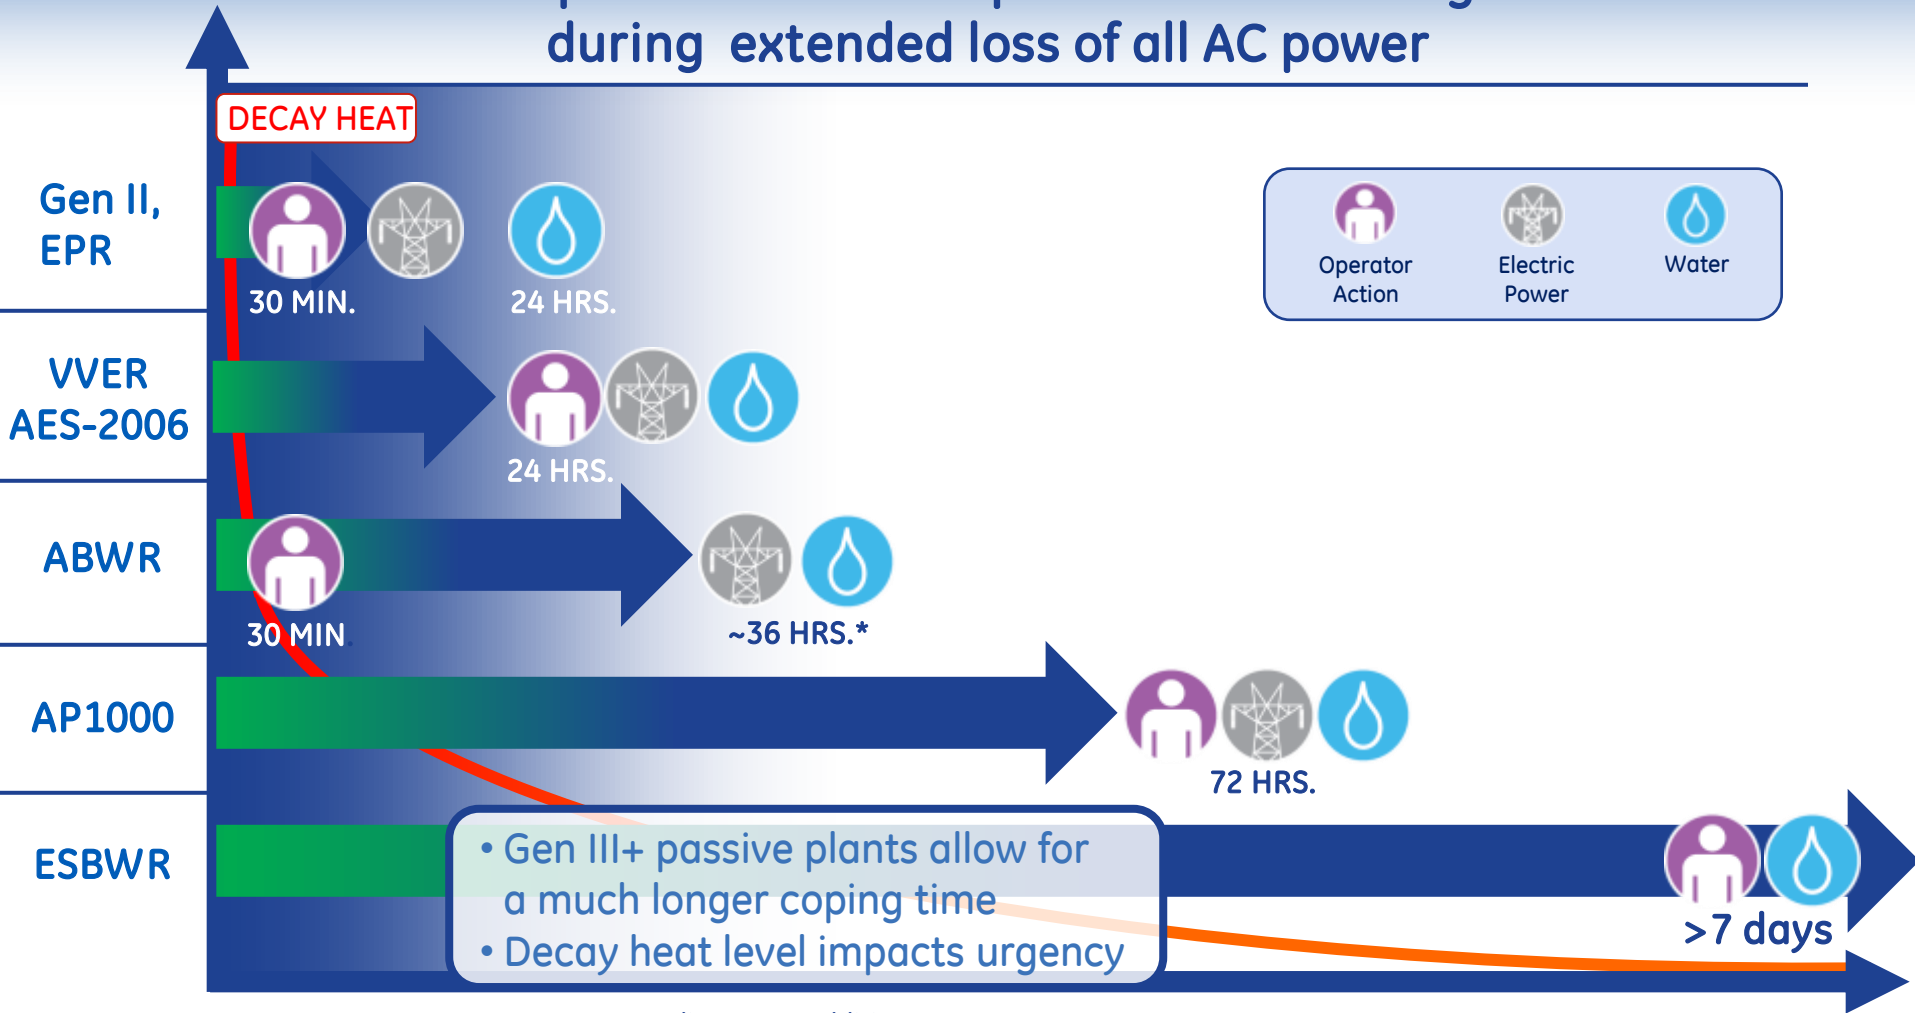 during extended loss of all AC power
DECAY HEAT
Gen II,
EPR
30 MIN.
24 HRS.
Operator
Action
Electric
Power
Water
VVER
AES-2006
24 HRS.
ABWR
30 MIN.
~36 HRS.*
AP1000
72 HRS.
ESBWR
• Gen III+ passive plants allow for
a much longer coping time
• Decay heat level impacts urgency
>7 days